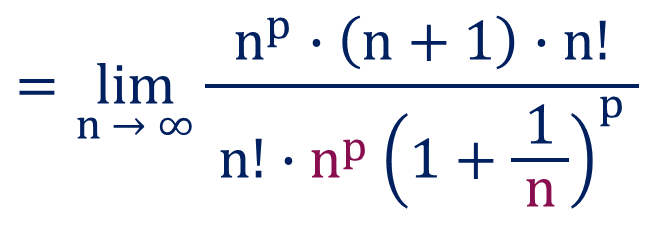 = lim n → ∞ n^p · (n + 1) · n! / n! · n^p (1 + 1/n)^p